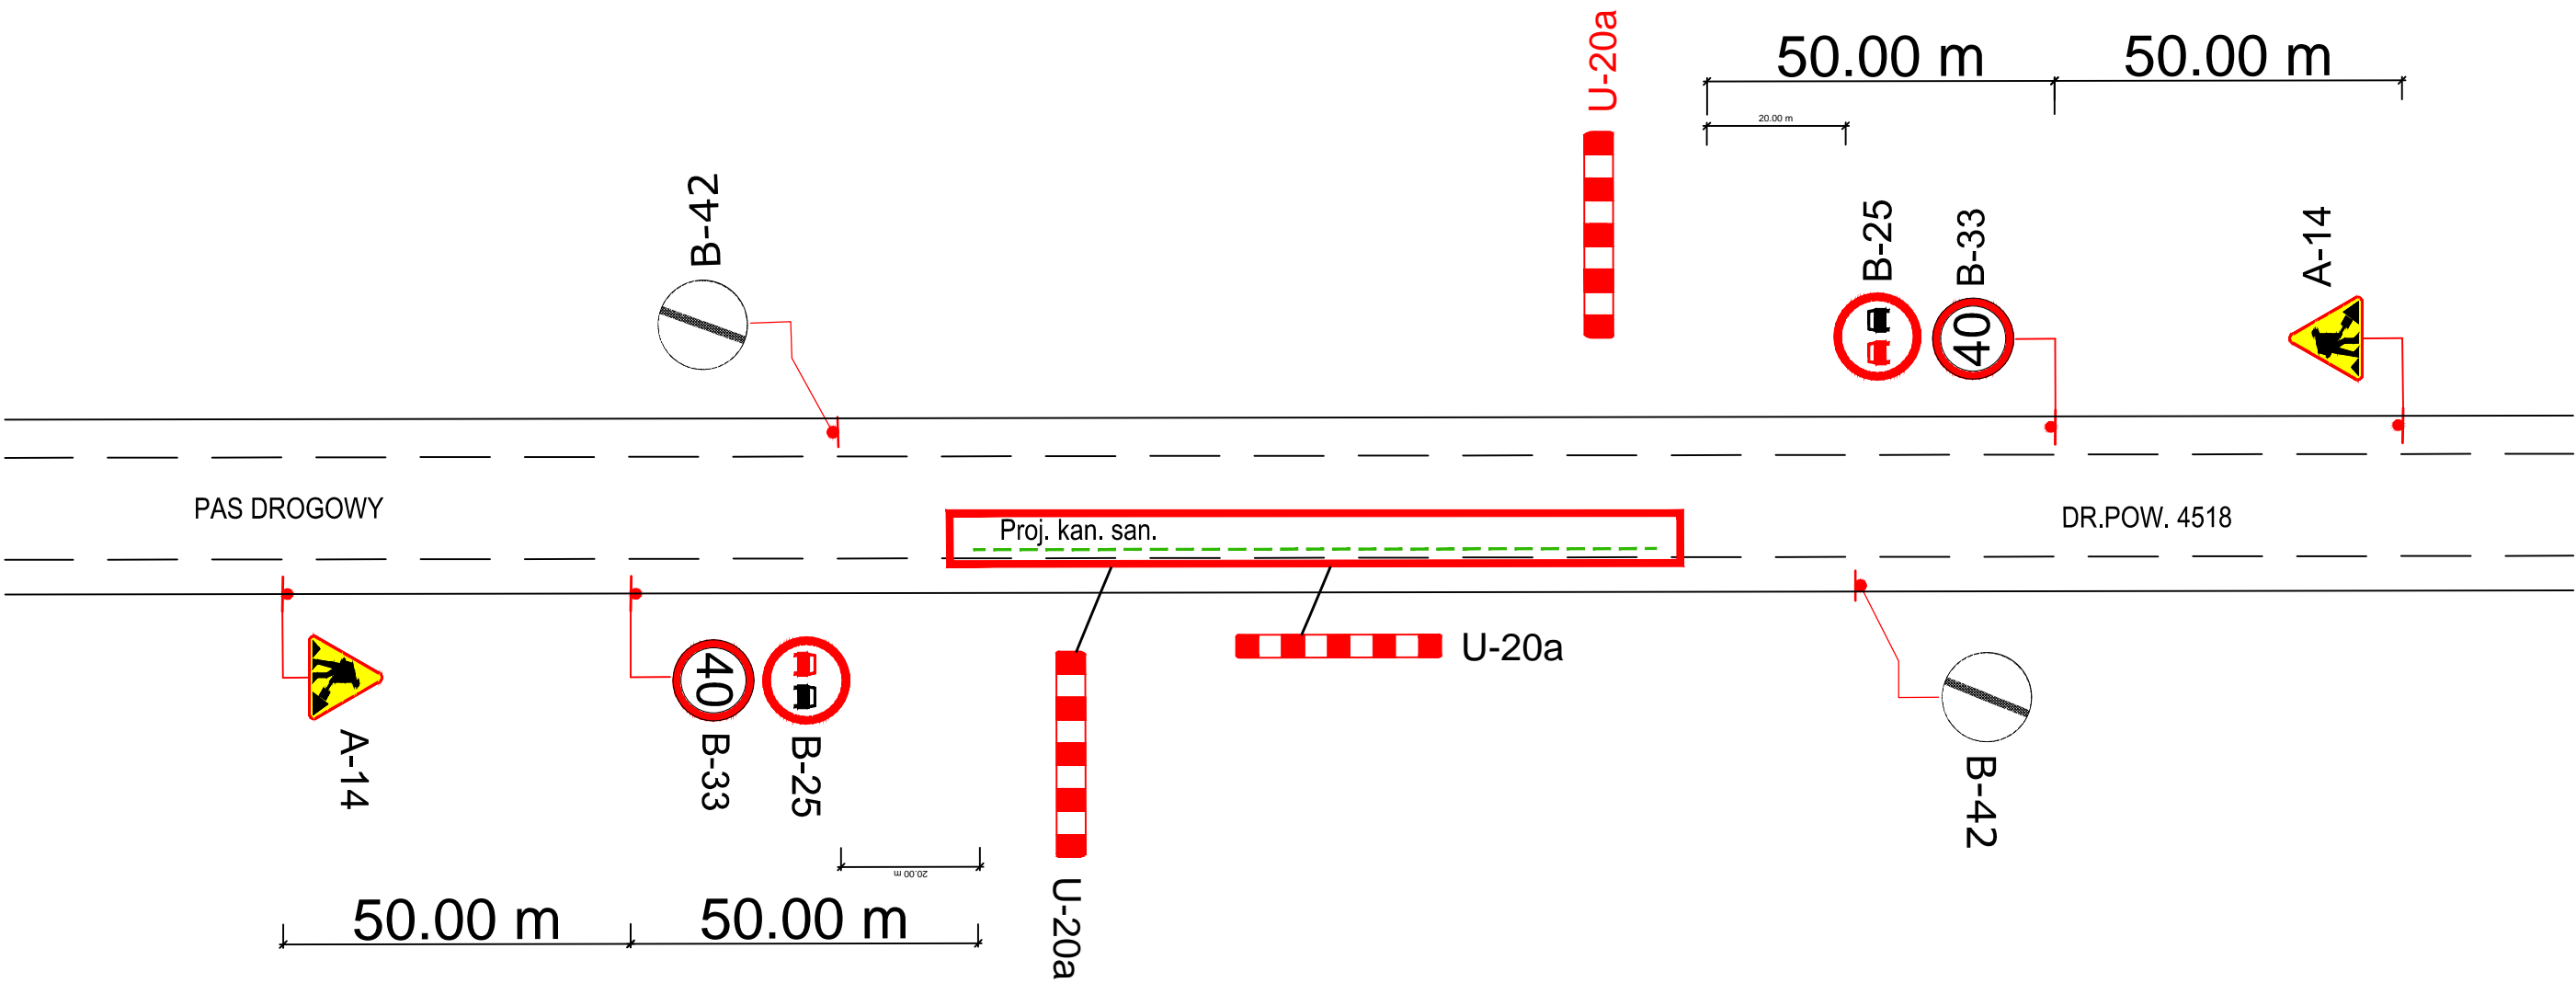 U-20a
50.00 m
50.00 m
20.00 m
B-42
B-25
B-33
A-14
40
PAS DROGOWY
Proj. kan. san.
DR.POW. 4518
U-20a
40
A-14
B-33
B-25
B-42
20.00 m
50.00 m
50.00 m
U-20a